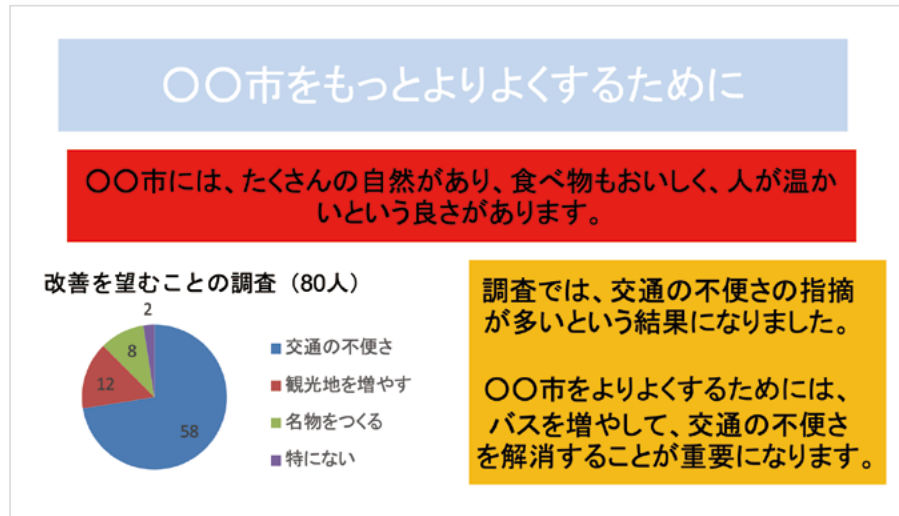 〇〇市をもっとよりよくするために
〇〇市には、たくさんの自然があり、食べ物もおいしく、人が温か
いという良さがあります。
改善を望むことの調査（80人）
2
8
12
58
交通の不便さ
観光地を増やす
名物をつくる
特にない
調査では、交通の不便さの指摘
が多いという結果になりました。
〇〇市をよりよくするためには、
バスを増やして、交通の不便さ
を解消することが重要になります。